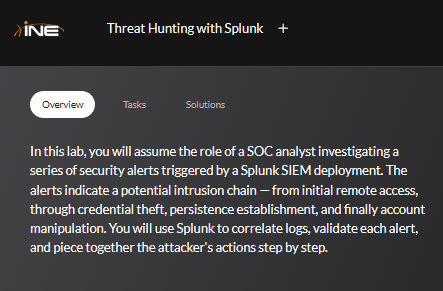 INE
Threat Hunting with Splunk +
Overview Tasks Solutions
In this lab, you will assume the role of a SOC analyst investigating a
series of security alerts triggered by a Splunk SIEM deployment. The
alerts indicate a potential intrusion chain — from initial remote access,
through credential theft, persistence establishment, and finally account
manipulation. You will use Splunk to correlate logs, validate each alert,
and piece together the attacker's actions step by step.